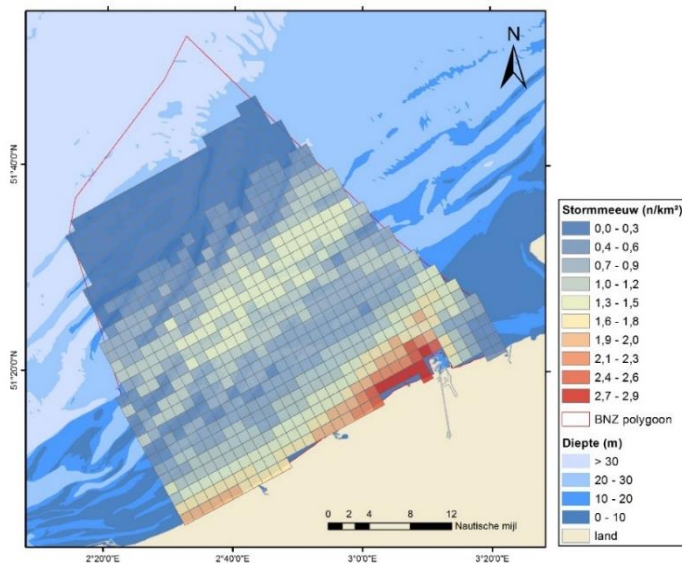 N
51°40'0"N
51°20'0"N
2°20'0"E
2°40'0"E
3°0'0"E
3°20'0"E
0 2 4 8 12
Nautische mijl
Stormmeeuw (n/km²)
0,0 - 0,3
0,4 - 0,6
0,7 - 0,9
1,0 - 1,2
1,3 - 1,5
1,6 - 1,8
1,9 - 2,0
2,1 - 2,3
2,4 - 2,6
2,7 - 2,9
BNZ polygoon
Diepte (m)
> 30
20 - 30
10 - 20
0 - 10
land